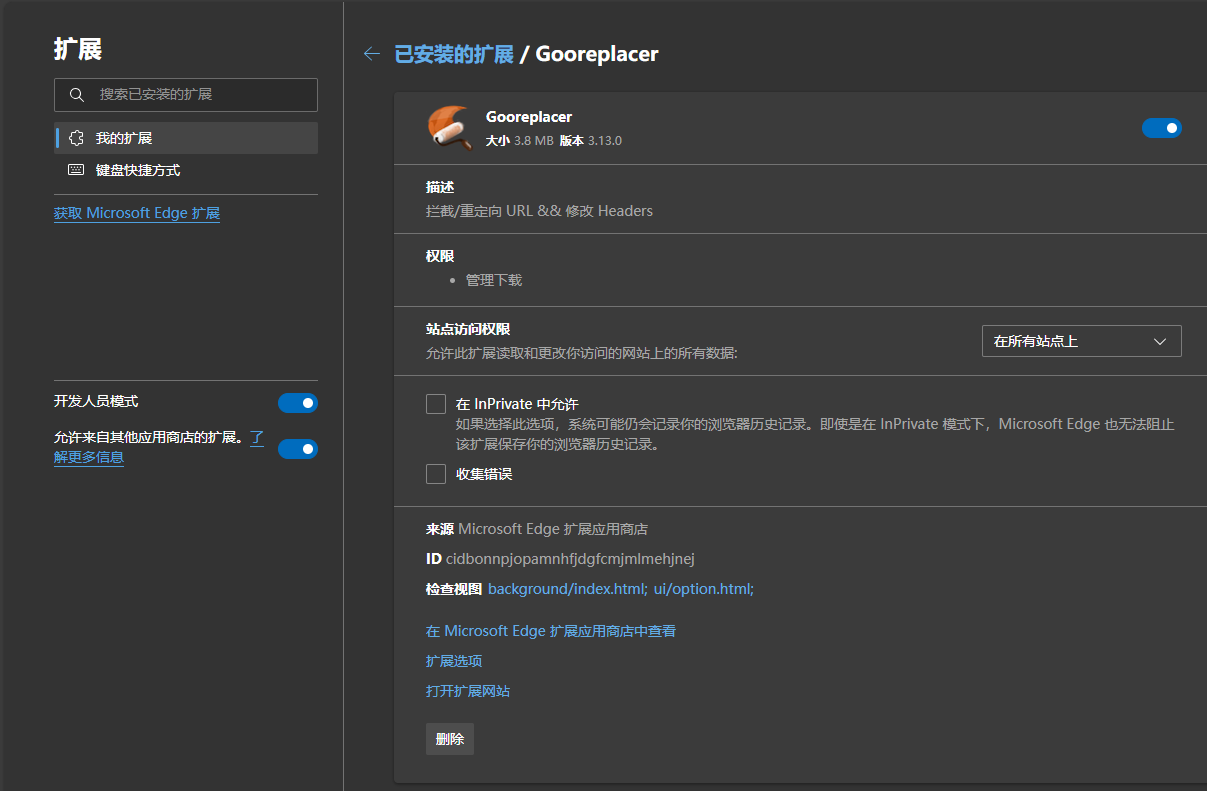 扩展
搜索已安装的扩展
我的扩展
键盘快捷方式
获取 Microsoft Edge 扩展
开发人员模式
允许来自其他应用商店的扩展。了
解更多信息
已安装的扩展 / Gooreplacer
Gooreplacer
大小 3.8 MB 版本 3.13.0
描述
拦截/重定向 URL && 修改 Headers
权限
• 管理下载
站点访问权限
允许此扩展读取和更改你访问的网站上的所有数据:
在所有站点上
在 InPrivate 中允许
如果选择此选项，系统可能仍会记录你的浏览器历史记录。即使是在 InPrivate 模式下，Microsoft Edge 也无法阻止
该扩展保存你的浏览器历史记录。
收集错误
来源 Microsoft Edge 扩展应用商店
ID cidbonnpjopamnhfjdgfcmjmlmehjnej
检查视图 background/index.html; ui/option.html;
在 Microsoft Edge 扩展应用商店中查看
扩展选项
打开扩展网站
删除